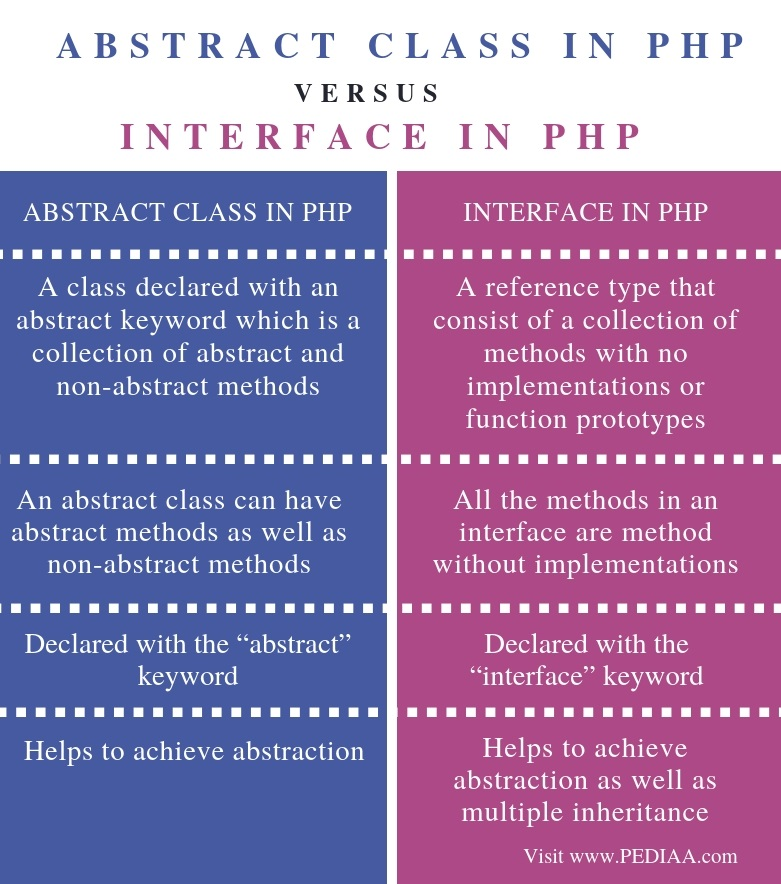 ABSTRACT CLASS IN PHP
VERSUS
INTERFACE IN PHP
ABSTRACT CLASS IN PHP
A class declared with an
abstract keyword which is a
collection of abstract and
non-abstract methods
An abstract class can have
abstract methods as well as
non-abstract methods
Declared with the “abstract”
keyword
Helps to achieve abstraction
INTERFACE IN PHP
A reference type that
consist of a collection of
methods with no
implementations or
function prototypes
All the methods in an
interface are method
without implementations
Declared with the
“interface” keyword
Helps to achieve
abstraction as well as
multiple inheritance
Visit www.PEDIAA.com